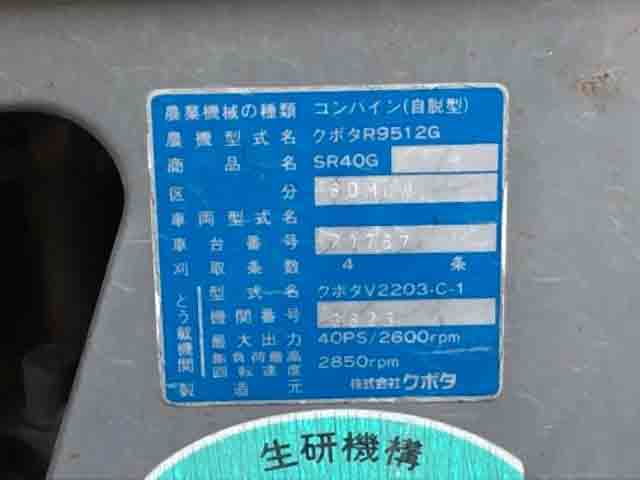 農業機械の種類 コンバイン(自脱型)
農機型式名 クボタR9512G
商品名 SR40G
区分
車両型式名
車台番号
刈取条数 4条
とう載機関
型式名 クボタV2203-C-1
機関番号
最大出力 40PS/2600rpm
無負荷最高回転速度 2850rpm
製造元 株式会社クボタ
生研機構